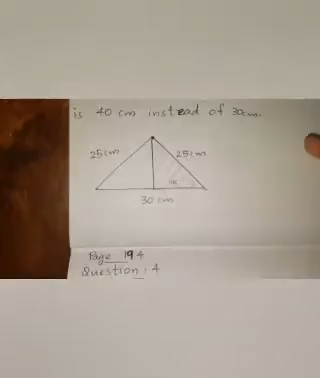 is 40 cm instead of 30cm.
25cm 25cm
30 cm
Page 194
Question : 4